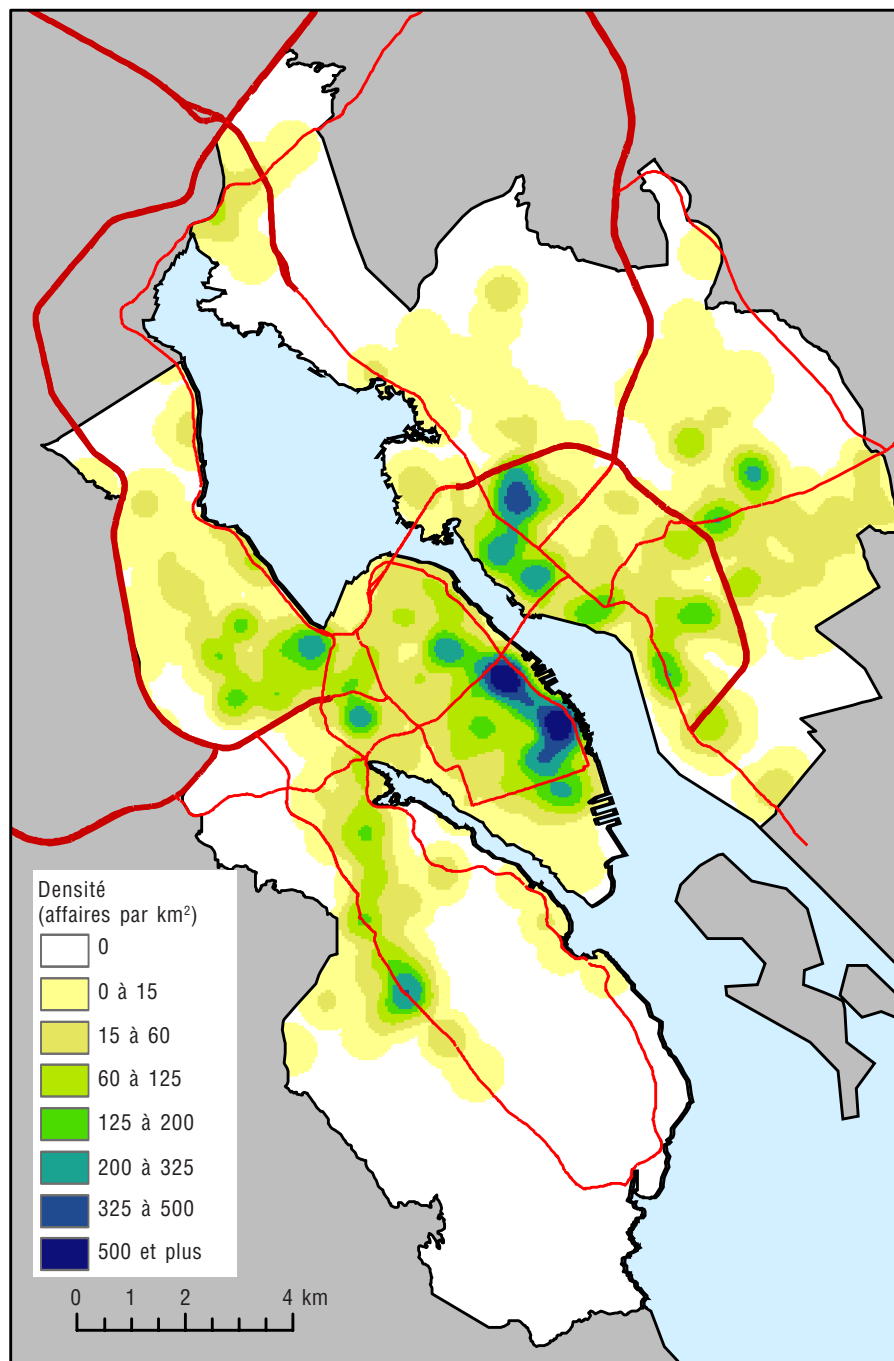 Densité
(affaires par km²)
0
0 à 15
15 à 60
60 à 125
125 à 200
200 à 325
325 à 500
500 et plus
0 1 2 4 km